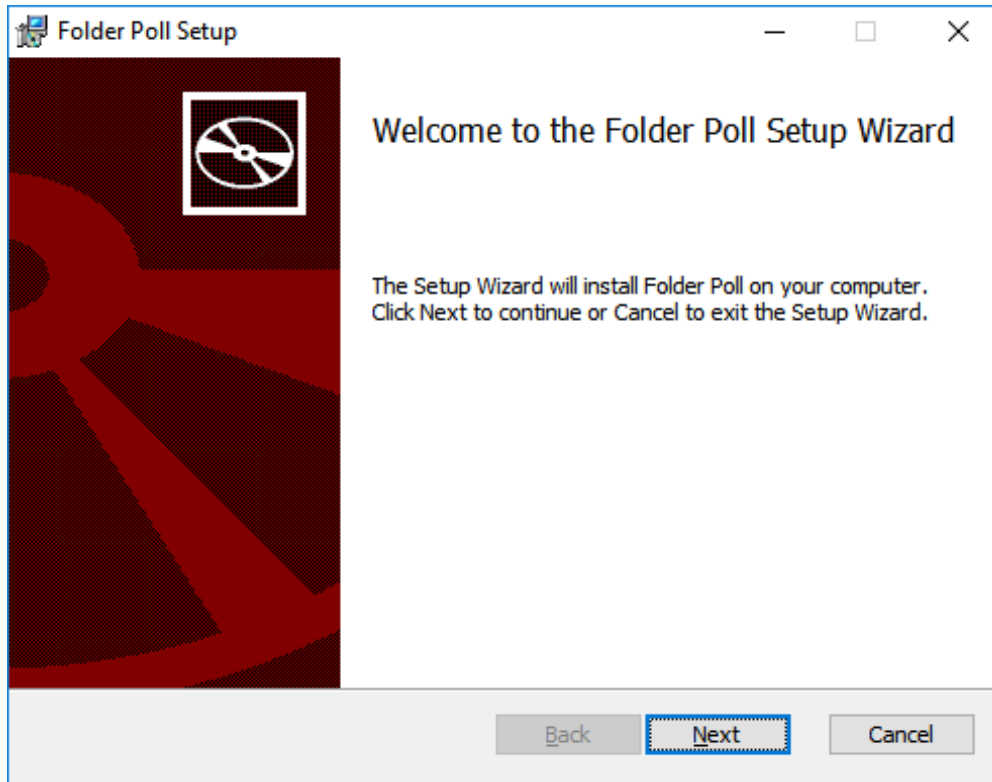 Folder Poll Setup
Welcome to the Folder Poll Setup Wizard
The Setup Wizard will install Folder Poll on your computer.
Click Next to continue or Cancel to exit the Setup Wizard.
Back Next Cancel